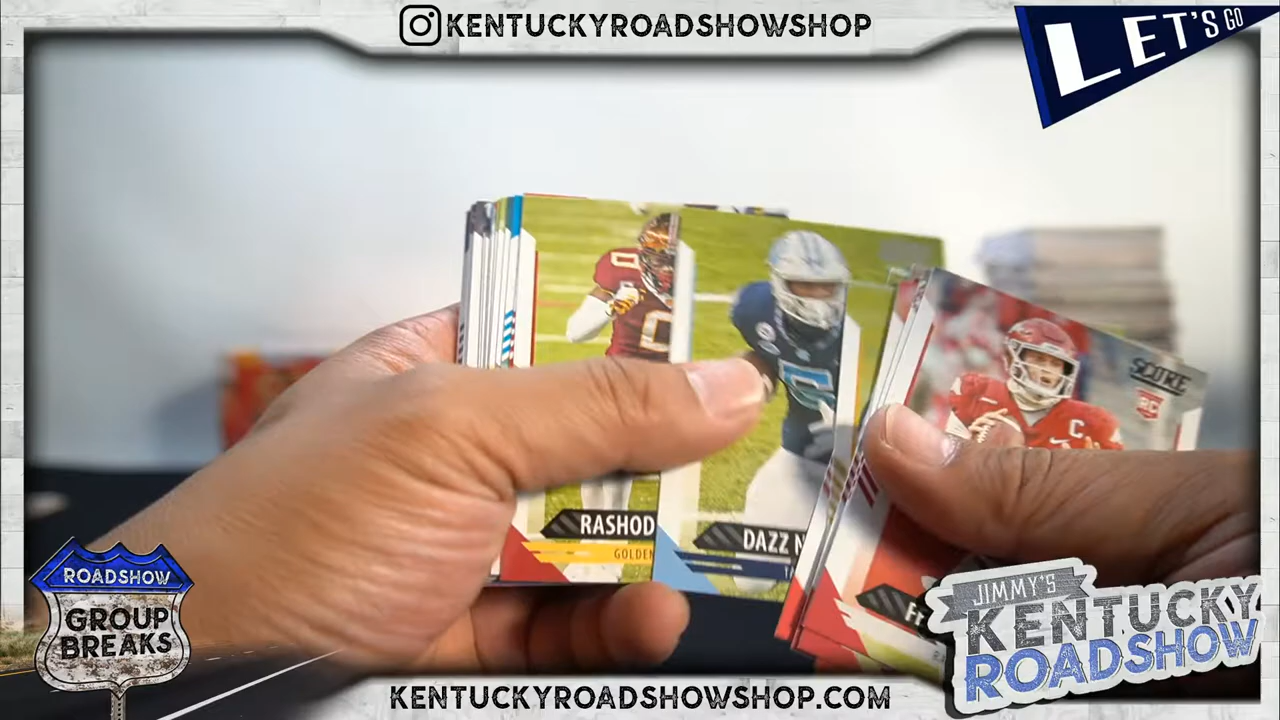 KENTUCKYROADSHOWSHOP
LET'S GO
SCORE
RC
C
RASHOD
GOLDEN
DAZZ N
ROADSHOW
GROUP
BREAKS
JIMMY'S
KENTUCKY
ROADSHOW
KENTUCKYROADSHOWSHOP.COM